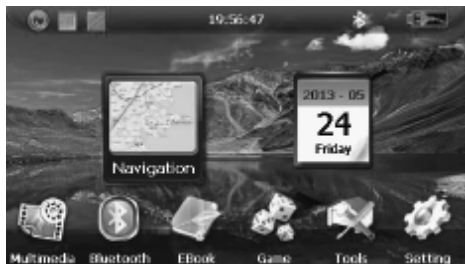 19:56:47
2013 - 05
24
Friday
Navigation
Multimedia Bluetooth EBook Game Tools Setting